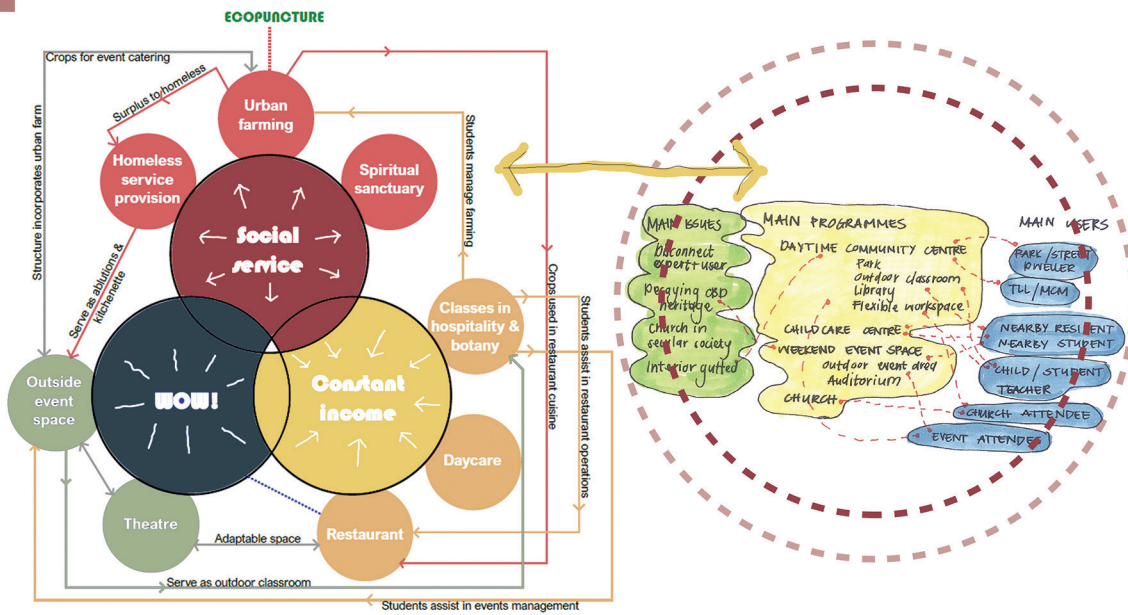 ECOPUNCTURE
Crops for event catering
Surplus to homeless
Structure incorporates urban farm
Urban
farming
Homeless
service
provision
Spiritual
sanctuary
Students manage farming
Social
service
Serve as ablutions &
kitchenette
Crops used in restaurant cuisine
Classes in
hospitality &
botany
Students assist in restaurant operations
Outside
event
space
WOW!
Constant
income
Daycare
Theatre
Adaptable space
Restaurant
Serve as outdoor classroom
Students assist in events management
MAIN ISSUES
Disconnect
expert + user
Decaying CBD
heritage
Church in
secular society
Interior gutted
MAIN PROGRAMMES
DAYTIME COMMUNITY CENTRE
Park
outdoor classroom
Library
Flexible workspace
CHILDCARE CENTRE
WEEKEND EVENT SPACE
outdoor event area
Auditorium
CHURCH
MAIN USERS
PARK/STREET
DWELLER
TLL/MCM
NEARBY RESIDENT
NEARBY STUDENT
CHILD/STUDENT
TEACHER
CHURCH ATTENDEE
EVENT ATTENDEE